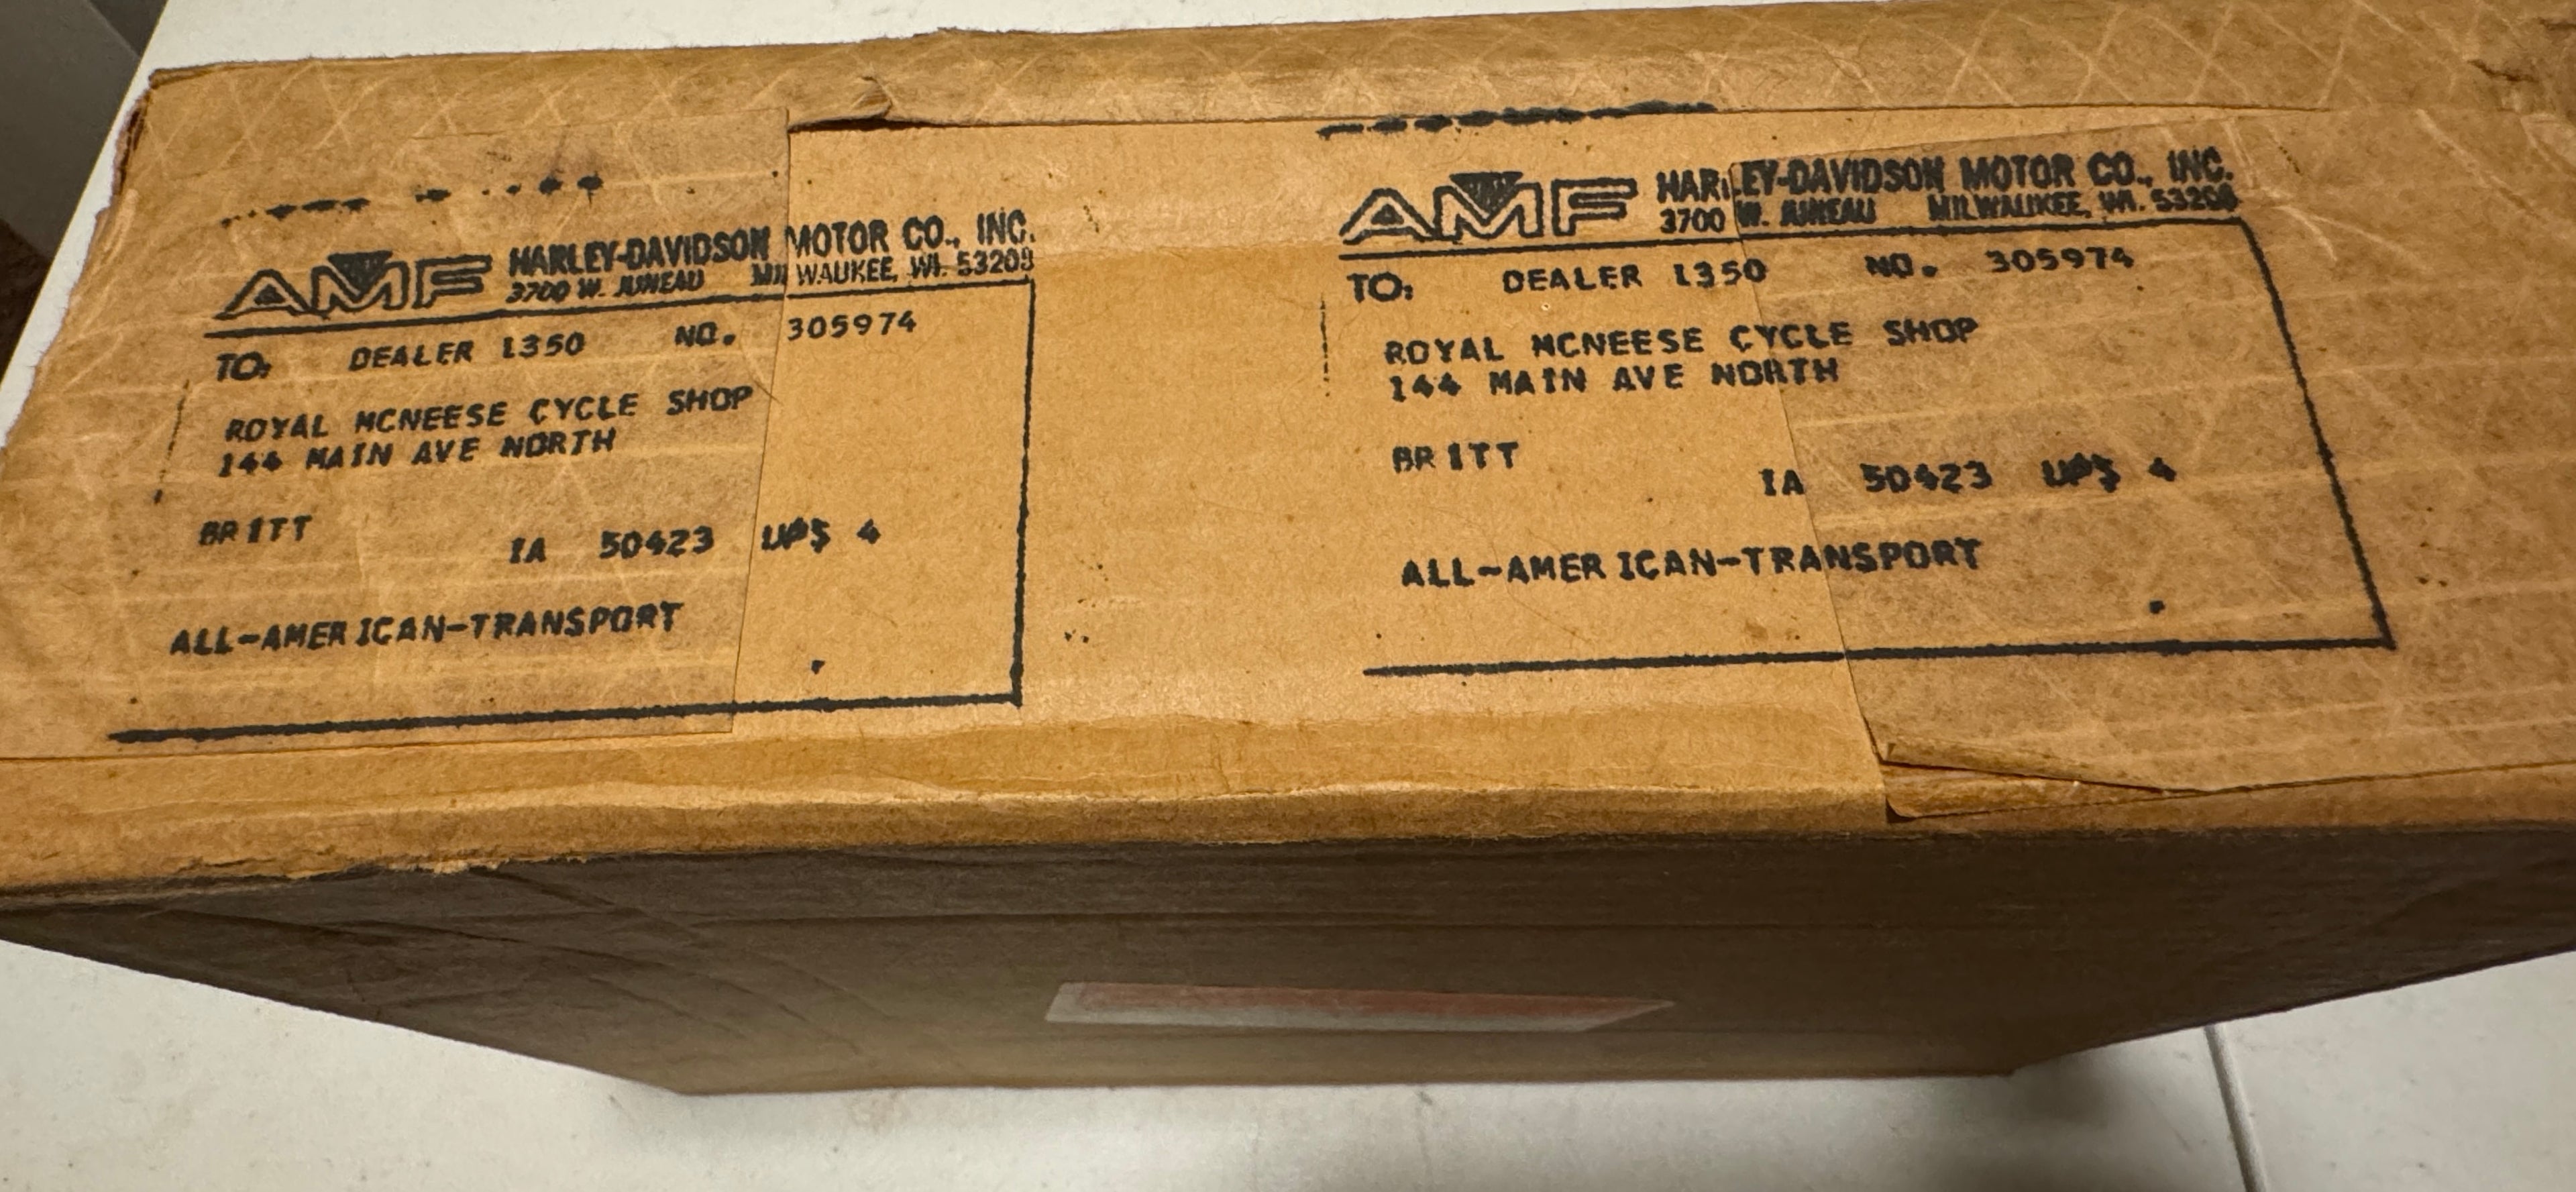 AMF HARLEY-DAVIDSON MOTOR CO., INC.
3700 W. JUNEAU MILWAUKEE, WI. 53208
TO: DEALER 1350 NO. 305974
ROYAL MCNEESE CYCLE SHOP
144 MAIN AVE NORTH
BRITT
IA 50423 UPS 4
ALL-AMERICAN-TRANSPORT
AMF HARLEY-DAVIDSON MOTOR CO., INC.
3700 W. JUNEAU MILWAUKEE, WI. 53208
TO: DEALER 1350 NO. 305974
ROYAL MCNEESE CYCLE SHOP
144 MAIN AVE NORTH
BRITT
IA 50423 UPS 4
ALL-AMERICAN-TRANSPORT